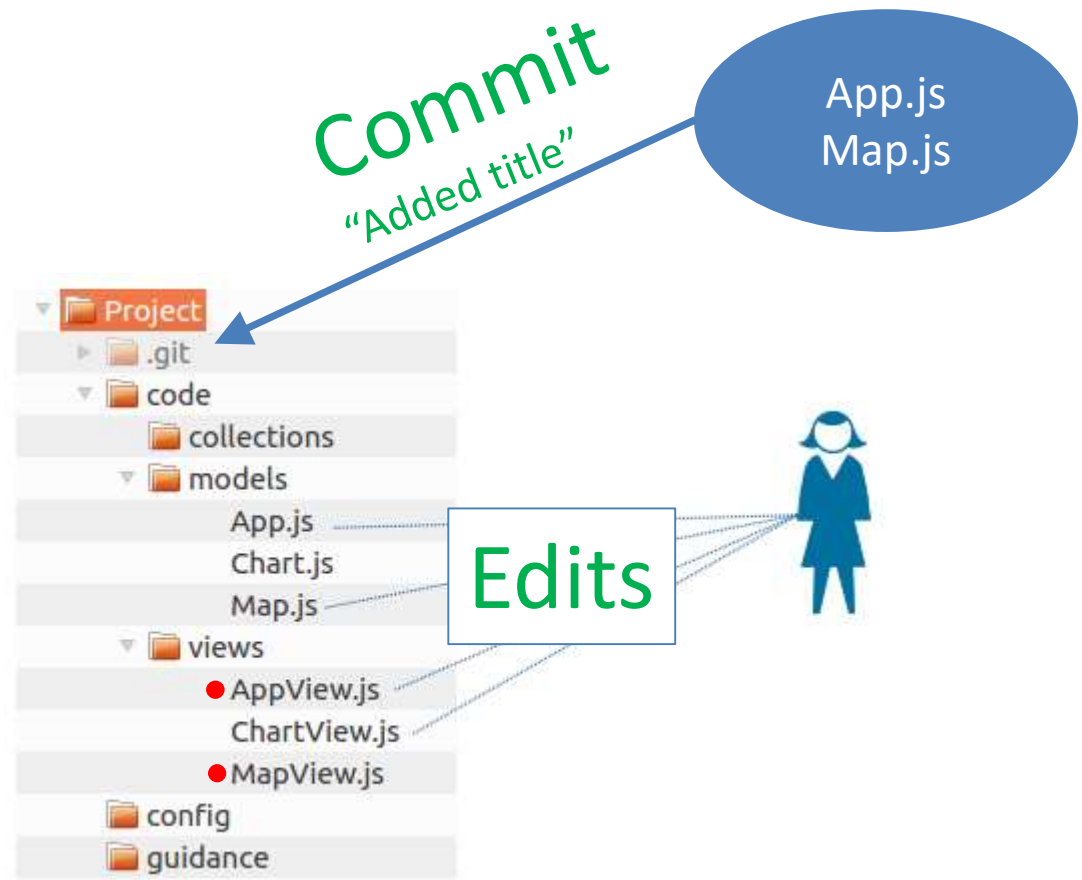 Commit
“Added title”
App.js
Map.js
Project
.git
code
collections
models
App.js
Chart.js
Map.js
views
AppView.js
ChartView.js
MapView.js
config
guidance
Edits